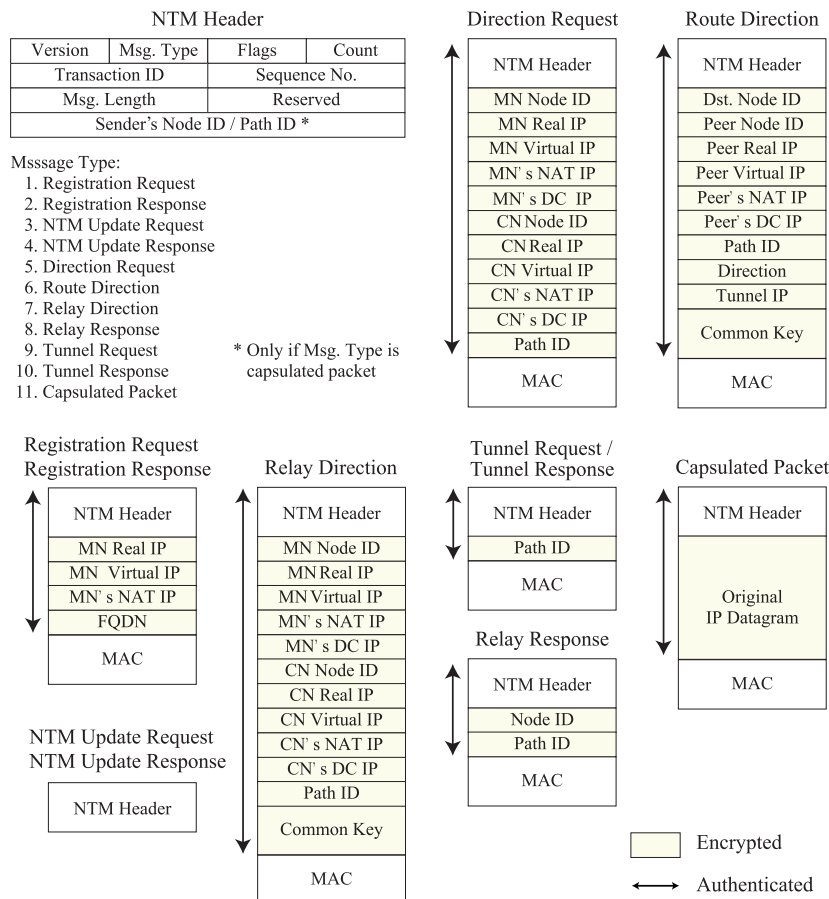 NTM Header
Version Msg. Type Flags Count
Transaction ID Sequence No.
Msg. Length Reserved
Sender's Node ID / Path ID *
Msssage Type:
1. Registration Request
2. Registration Response
3. NTM Update Request
4. NTM Update Response
5. Direction Request
6. Route Direction
7. Relay Direction
8. Relay Response
9. Tunnel Request
10. Tunnel Response
11. Capsulated Packet
* Only if Msg. Type is
capsulated packet
Direction Request
NTM Header
MN Node ID
MN Real IP
MN Virtual IP
MN's NAT IP
MN's DC IP
CN Node ID
CN Real IP
CN Virtual IP
CN's NAT IP
CN's DC IP
Path ID
MAC
Route Direction
NTM Header
Dst. Node ID
Peer Node ID
Peer Real IP
Peer Virtual IP
Peer's NAT IP
Peer's DC IP
Path ID
Direction
Tunnel IP
Common Key
MAC
Registration Request
Registration Response
NTM Header
MN Real IP
MN Virtual IP
MN's NAT IP
FQDN
MAC
NTM Update Request
NTM Update Response
NTM Header
Relay Direction
NTM Header
MN Node ID
MN Real IP
MN Virtual IP
MN's NAT IP
MN's DC IP
CN Node ID
CN Real IP
CN Virtual IP
CN's NAT IP
CN's DC IP
Path ID
Common Key
MAC
Tunnel Request /
Tunnel Response
NTM Header
Path ID
MAC
Relay Response
NTM Header
Node ID
Path ID
MAC
Capsulated Packet
NTM Header
Original
IP Datagram
MAC
Encrypted
Authenticated